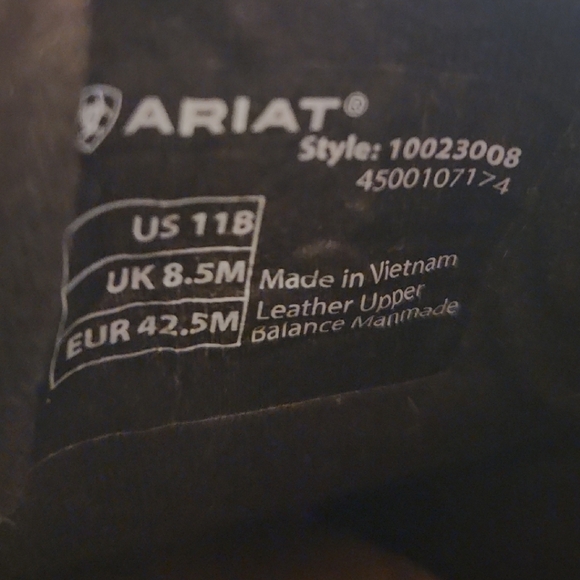 ARIAT®
Style: 10023008
4500107174
US 11B
UK 8.5M
EUR 42.5M
Made in Vietnam
Leather Upper
Balance Manmade